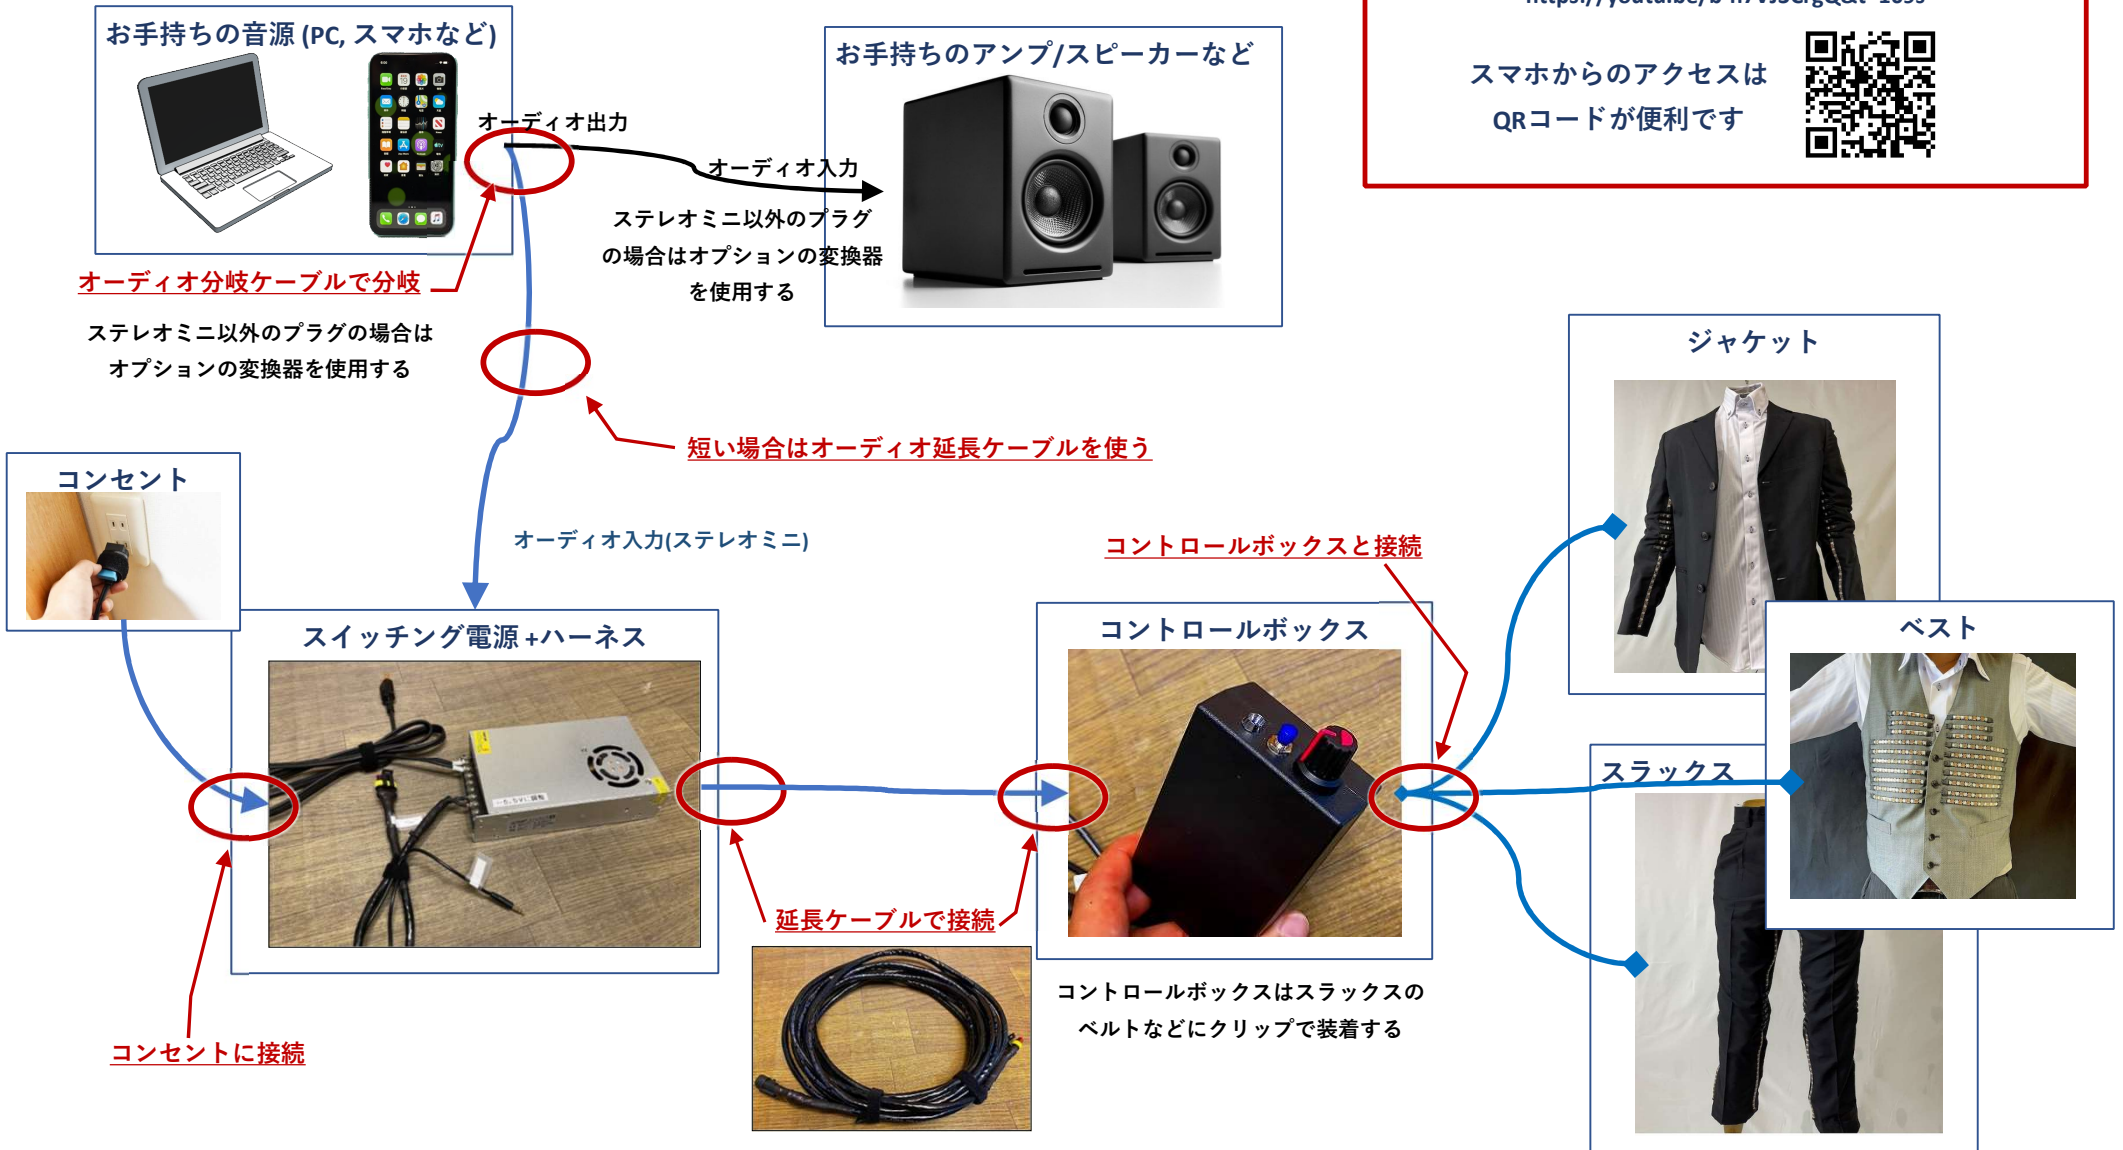 お手持ちの音源 (PC, スマホなど)
お手持ちのアンプ/スピーカーなど
スマホからのアクセスは
QRコードが便利です
オーディオ出力
オーディオ入力
ステレオミニ以外のプラグ
の場合はオプションの変換器
を使用する
オーディオ分岐ケーブルで分岐
ステレオミニ以外のプラグの場合は
オプションの変換器を使用する
短い場合はオーディオ延長ケーブルを使う
ジャケット
コンセント
オーディオ入力(ステレオミニ)
コントロールボックスと接続
スイッチング電源+ハーネス
コントロールボックス
ベスト
スラックス
延長ケーブルで接続
コントロールボックスはスラックスの
ベルトなどにクリップで装着する
コンセントに接続